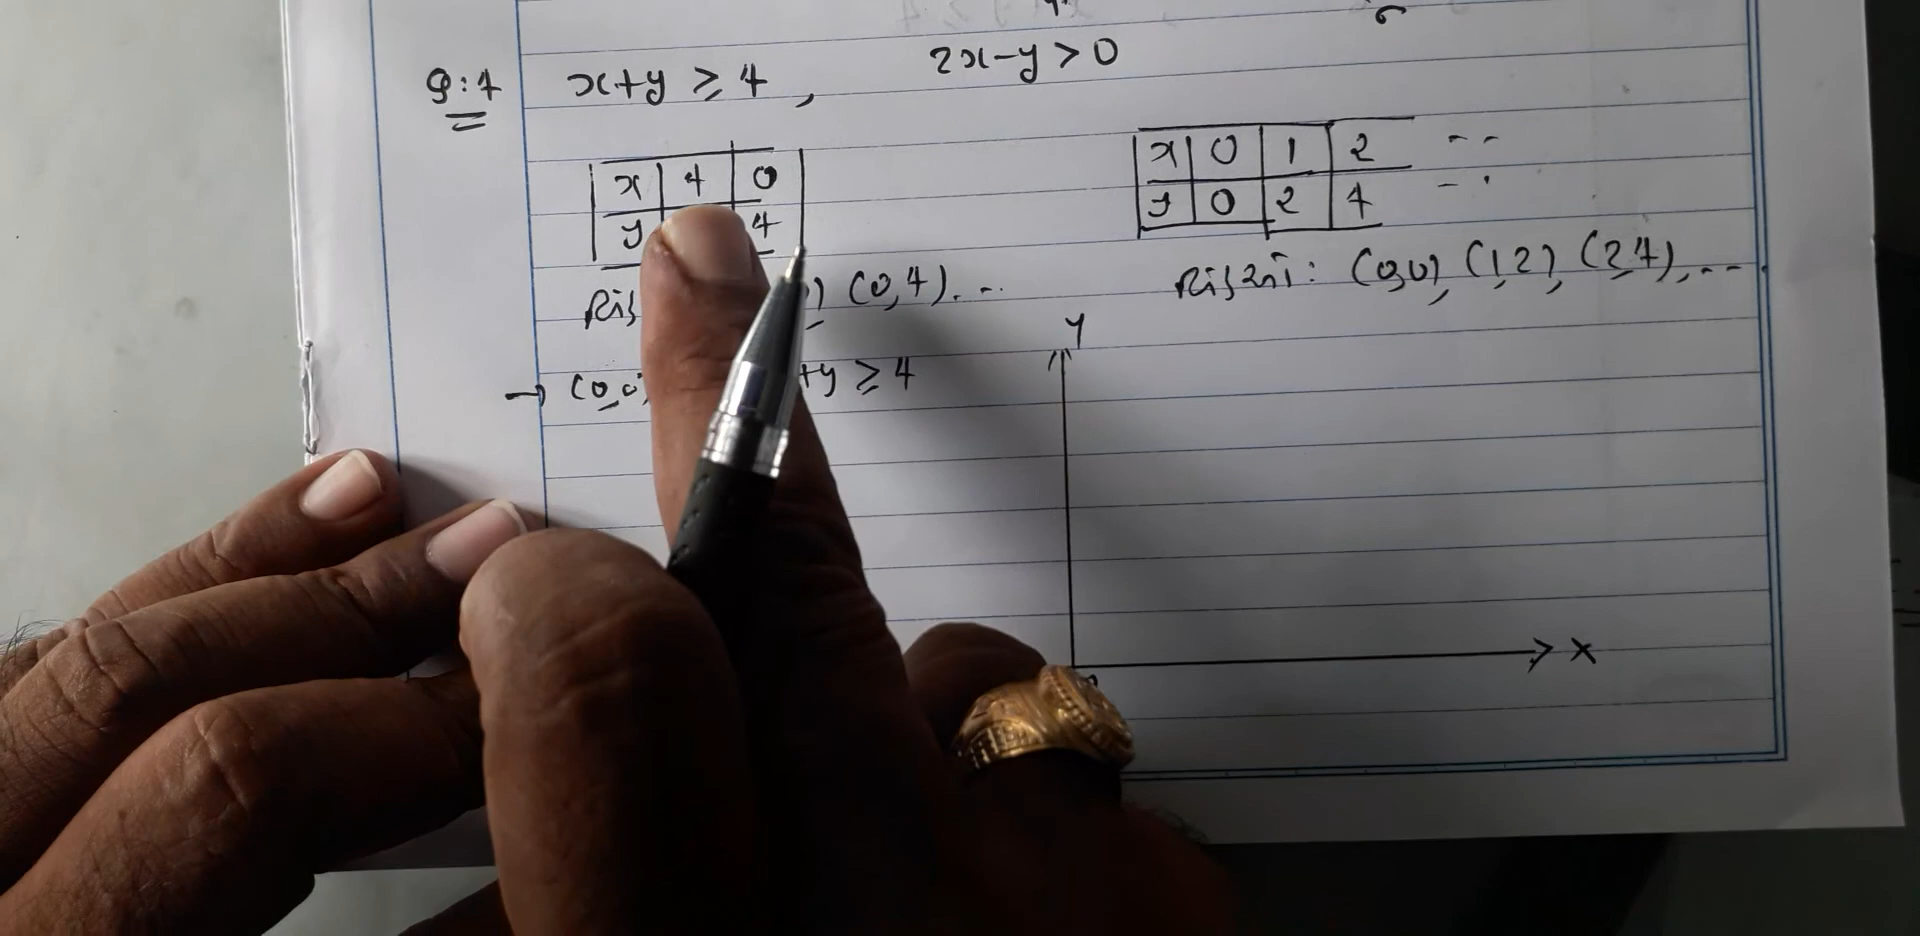 Q:4 x+y ≥ 4, 2x-y > 0
x 4 0
y 4
x 0 1 2 --
y 0 2 4 --
(0,4)...
: (0,0), (1,2), (2,4), ...
→ (0,0) +y ≥ 4
Y
X